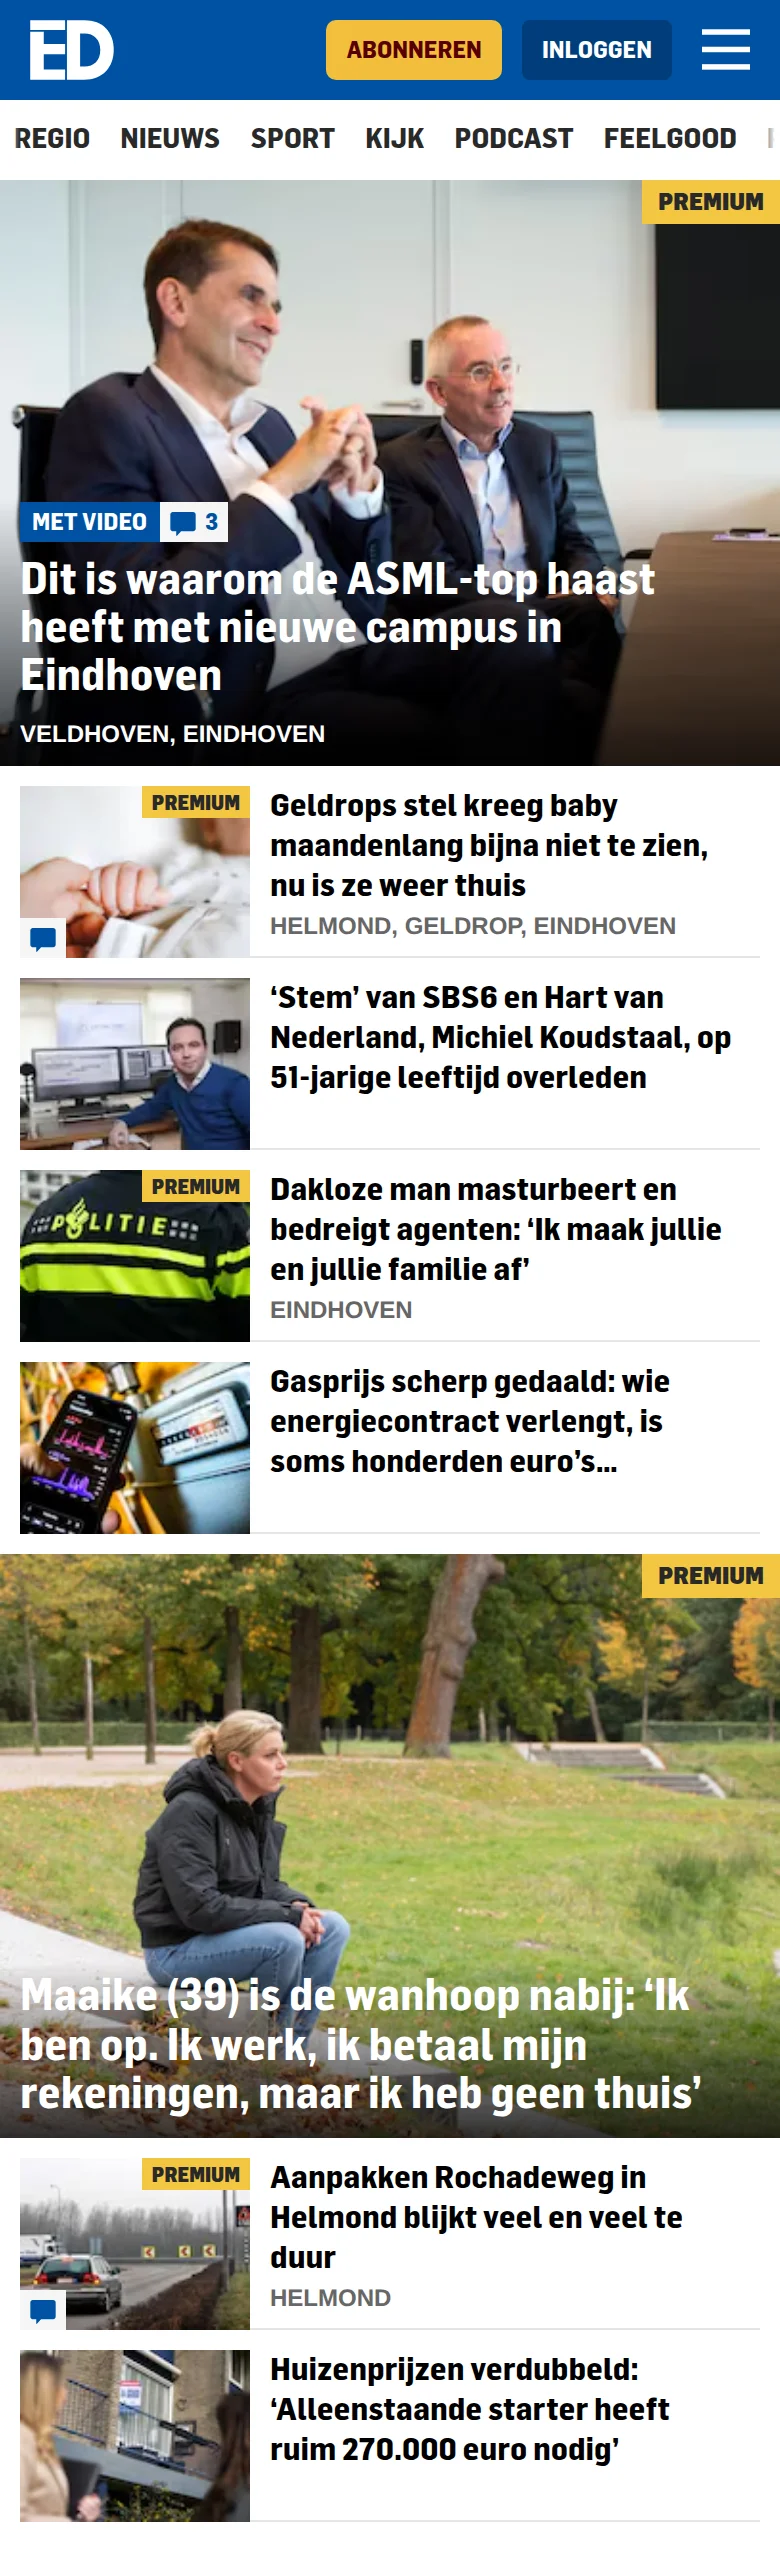 ED
ABONNEREN
INLOGGEN
REGIO NIEUWS SPORT KIJK PODCAST FEELGOOD
PREMIUM
MET VIDEO 3
Dit is waarom de ASML-top haast
heeft met nieuwe campus in
Eindhoven
VELDHOVEN, EINDHOVEN
PREMIUM
Geldrops stel kreeg baby
maandenlang bijna niet te zien,
nu is ze weer thuis
HELMOND, GELDROP, EINDHOVEN
‘Stem’ van SBS6 en Hart van
Nederland, Michiel Koudstaal, op
51-jarige leeftijd overleden
PREMIUM
POLITIE
Dakloze man masturbeert en
bedreigt agenten: ‘Ik maak jullie
en jullie familie af’
EINDHOVEN
Gasprijs scherp gedaald: wie
energiecontract verlengt, is
soms honderden euro’s...
PREMIUM
Maaike (39) is de wanhoop nabij: ‘Ik
ben op. Ik werk, ik betaal mijn
rekeningen, maar ik heb geen thuis’
PREMIUM
Aanpakken Rochadeweg in
Helmond blijkt veel en veel te
duur
HELMOND
Huizenprijzen verdubbeld:
‘Alleenstaande starter heeft
ruim 270.000 euro nodig’